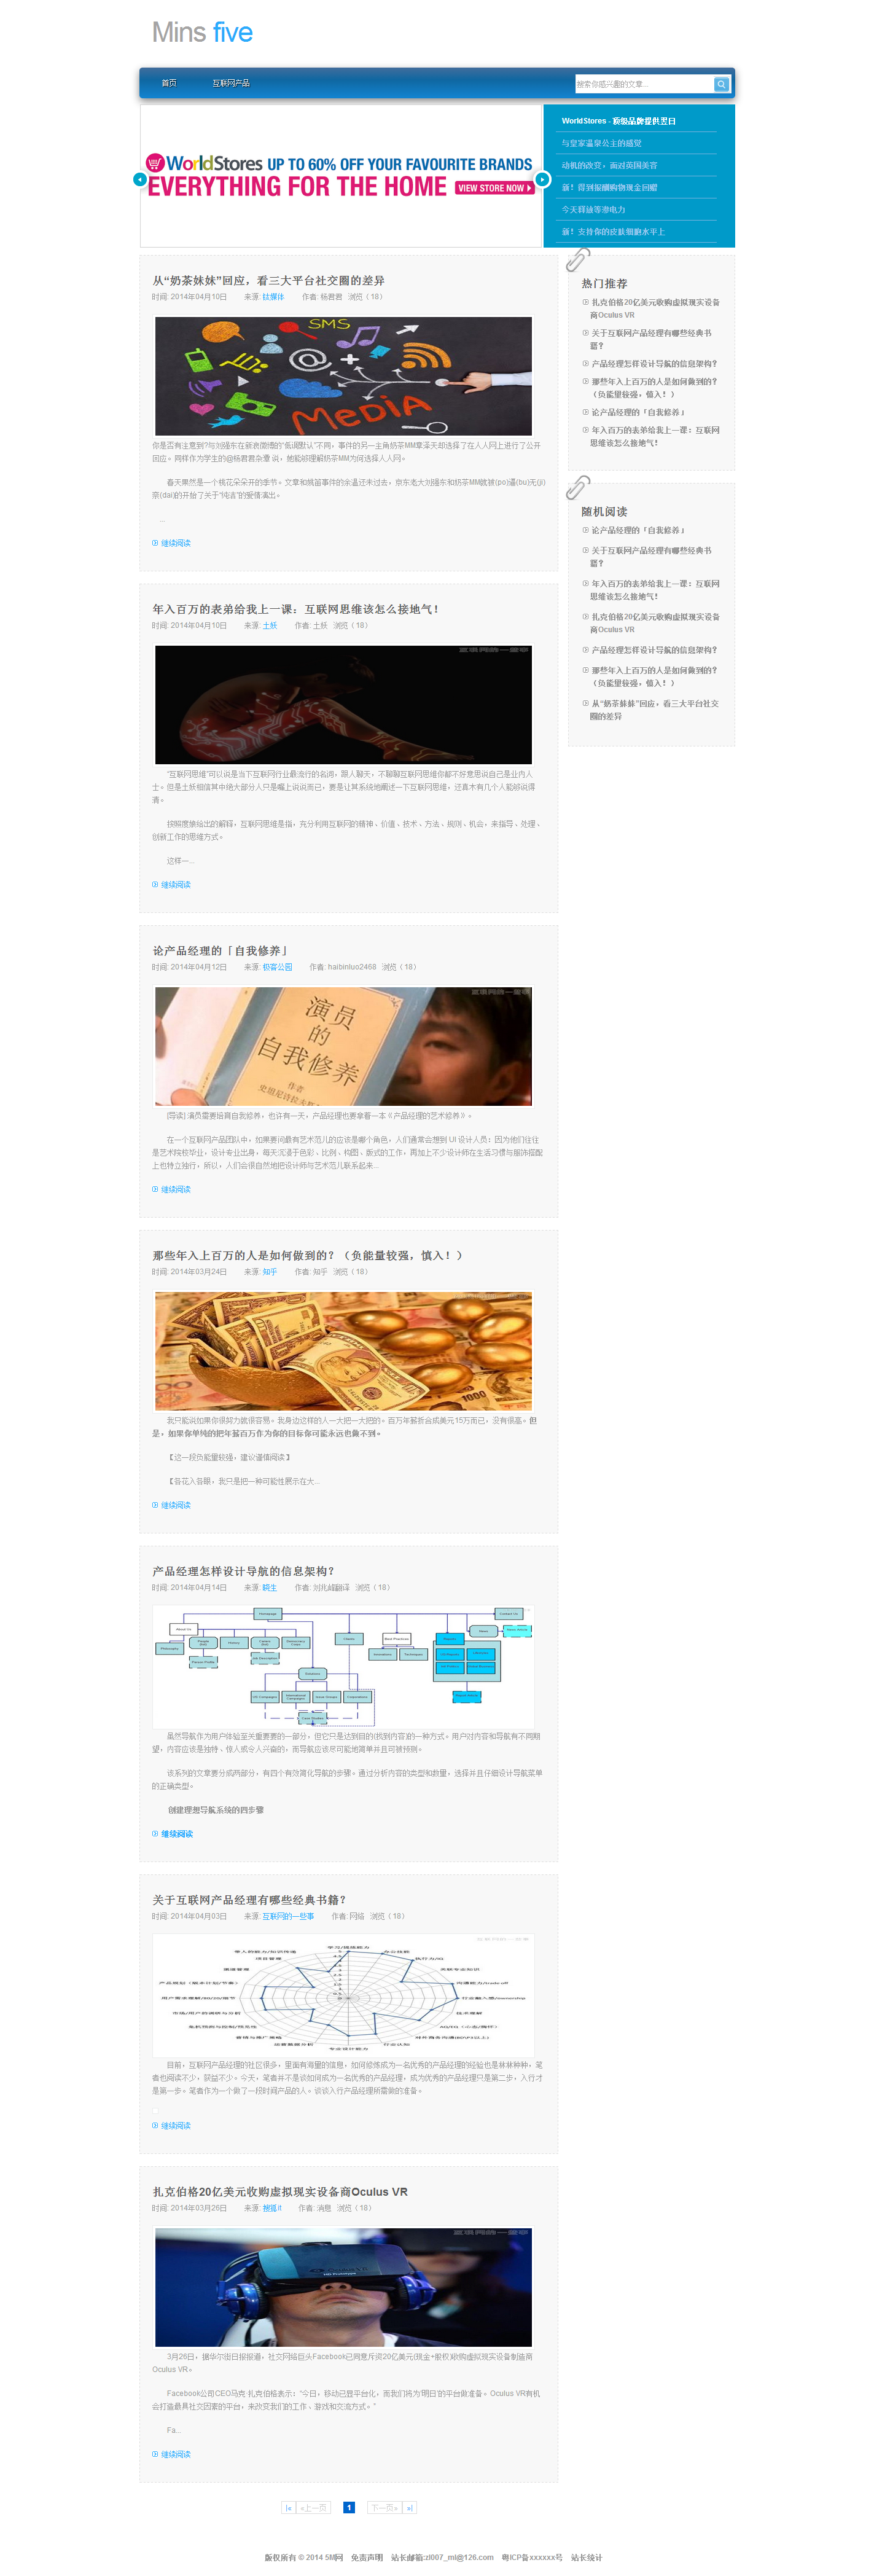 Mins five
首页 互联网产品
搜索你感兴趣的文章...
WorldStores UP TO 60% OFF YOUR FAVOURITE BRANDS
EVERYTHING FOR THE HOME VIEW STORE NOW
WorldStores - 顶级品牌提供翌日
与皇家温泉公主的感觉
动机的改变，面对英国美容
新！得到报酬购物现金回赠
今天释放等渗电力
新！支持你的皮肤细胞水平上
从“奶茶妹妹”回应，看三大平台社交圈的差异
时间: 2014年04月10日 来源: 钛媒体 作者: 杨君君 浏览（18）
SMS
MeDia
你是否有注意到?与刘强东在新浪微博的“低调默认”不同，事件的另一主角奶茶MM章泽天却选择了在人人网上进行了公开
回应。同样作为学生的@杨君君杂谭 说，她能够理解奶茶MM为何选择人人网。
春天果然是一个桃花朵朵开的季节。文章和姚笛事件的余温还未过去，京东老大刘强东和奶茶MM就被(po)逼(bu)无(ji)
奈(dai)的开始了关于“纯洁”的爱情演出。
...
继续阅读
年入百万的表弟给我上一课：互联网思维该怎么接地气！
时间: 2014年04月10日 来源: 土妖 作者: 土妖 浏览（18）
“互联网思维”可以说是当下互联网行业最流行的名词，跟人聊天，不聊聊互联网思维你都不好意思说自己是业内人
士。但是土妖相信其中绝大部分人只是嘴上说说而已，要是让其系统地阐述一下互联网思维，还真木有几个人能够说得
清。
按照度娘给出的解释，互联网思维是指，充分利用互联网的精神、价值、技术、方法、规则、机会，来指导、处理、
创新工作的思维方式。
这样一...
继续阅读
论产品经理的「自我修养」
时间: 2014年04月12日 来源: 极客公园 作者: haibinluo2468 浏览（18）
演员
的
自我修养
作者
[导读] 演员需要培育自我修养，也许有一天，产品经理也要拿着一本《产品经理的艺术修养》。
在一个互联网产品团队中，如果要问最有艺术范儿的应该是哪个角色，人们通常会想到 UI 设计人员：因为他们往往
是艺术院校毕业，设计专业出身，每天沉浸于色彩、比例、构图、版式的工作，再加上不少设计师在生活习惯与服饰搭配
上也特立独行，所以，人们会很自然地把设计师与艺术范儿联系起来...
继续阅读
那些年入上百万的人是如何做到的？（负能量较强，慎入！）
时间: 2014年03月24日 来源: 知乎 作者: 知乎 浏览（18）
我只能说如果你很努力就很容易。我身边这样的人一大把一大把的。百万年薪折合成美元15万而已，没有很高。但
是，如果你单纯的把年薪百万作为你的目标你可能永远也做不到。
【这一段负能量较强，建议谨慎阅读】
【各花入各眼，我只是把一种可能性展示在大...
继续阅读
产品经理怎样设计导航的信息架构？
时间: 2014年04月14日 来源: 晓生 作者: 刘兆峰翻译 浏览（18）
虽然导航作为用户体验至关重要的一部分，但它只是达到目的(找到内容)的一种方式。用户对内容和导航有不同期
望，内容应该是独特、惊人或令人兴奋的，而导航应该尽可能地简单并且可被预测。
该系列的文章要分成两部分，有四个有效简化导航的步骤。通过分析内容的类型和数量，选择并且仔细设计导航菜单
的正确类型。
创建理想导航系统的四步骤
继续阅读
关于互联网产品经理有哪些经典书籍？
时间: 2014年04月03日 来源: 互联网的一些事 作者: 网络 浏览（18）
目前，互联网产品经理的社区很多，里面有海量的信息，如何修炼成为一名优秀的产品经理的经验也是林林种种，笔
者也阅读不少，获益不少。今天，笔者并不是谈如何成为一名优秀的产品经理，成为优秀的产品经理只是第二步，入行才
是第一步。笔者作为一个做了一段时间产品的人。谈谈入行产品经理所需做的准备。
继续阅读
扎克伯格20亿美元收购虚拟现实设备商Oculus VR
时间: 2014年03月26日 来源: 搜狐it 作者: 消息 浏览（18）
3月26日，据华尔街日报报道，社交网络巨头Facebook已同意斥资20亿美元(现金+股权)收购虚拟现实设备制造商
Oculus VR。
Facebook公司CEO马克·扎克伯格表示：“今日，移动已登平台化，而我们将为‘明日’的平台做准备。Oculus VR有机
会打造最具社交因素的平台，来改变我们的工作、游戏和交流方式。”
Fa...
继续阅读
|« «上一页 1 下一页» »|
热门推荐
扎克伯格20亿美元收购虚拟现实设备
商Oculus VR
关于互联网产品经理有哪些经典书
籍？
产品经理怎样设计导航的信息架构？
那些年入上百万的人是如何做到的？
（负能量较强，慎入！）
论产品经理的「自我修养」
年入百万的表弟给我上一课：互联网
思维该怎么接地气！
随机阅读
论产品经理的「自我修养」
关于互联网产品经理有哪些经典书
籍？
年入百万的表弟给我上一课：互联网
思维该怎么接地气！
扎克伯格20亿美元收购虚拟现实设备
商Oculus VR
产品经理怎样设计导航的信息架构？
那些年入上百万的人是如何做到的？
（负能量较强，慎入！）
从“奶茶妹妹”回应，看三大平台社交
圈的差异
版权所有 © 2014 5M网 免责声明 站长邮箱:zl007_ml@126.com 粤ICP备xxxxxx号 站长统计